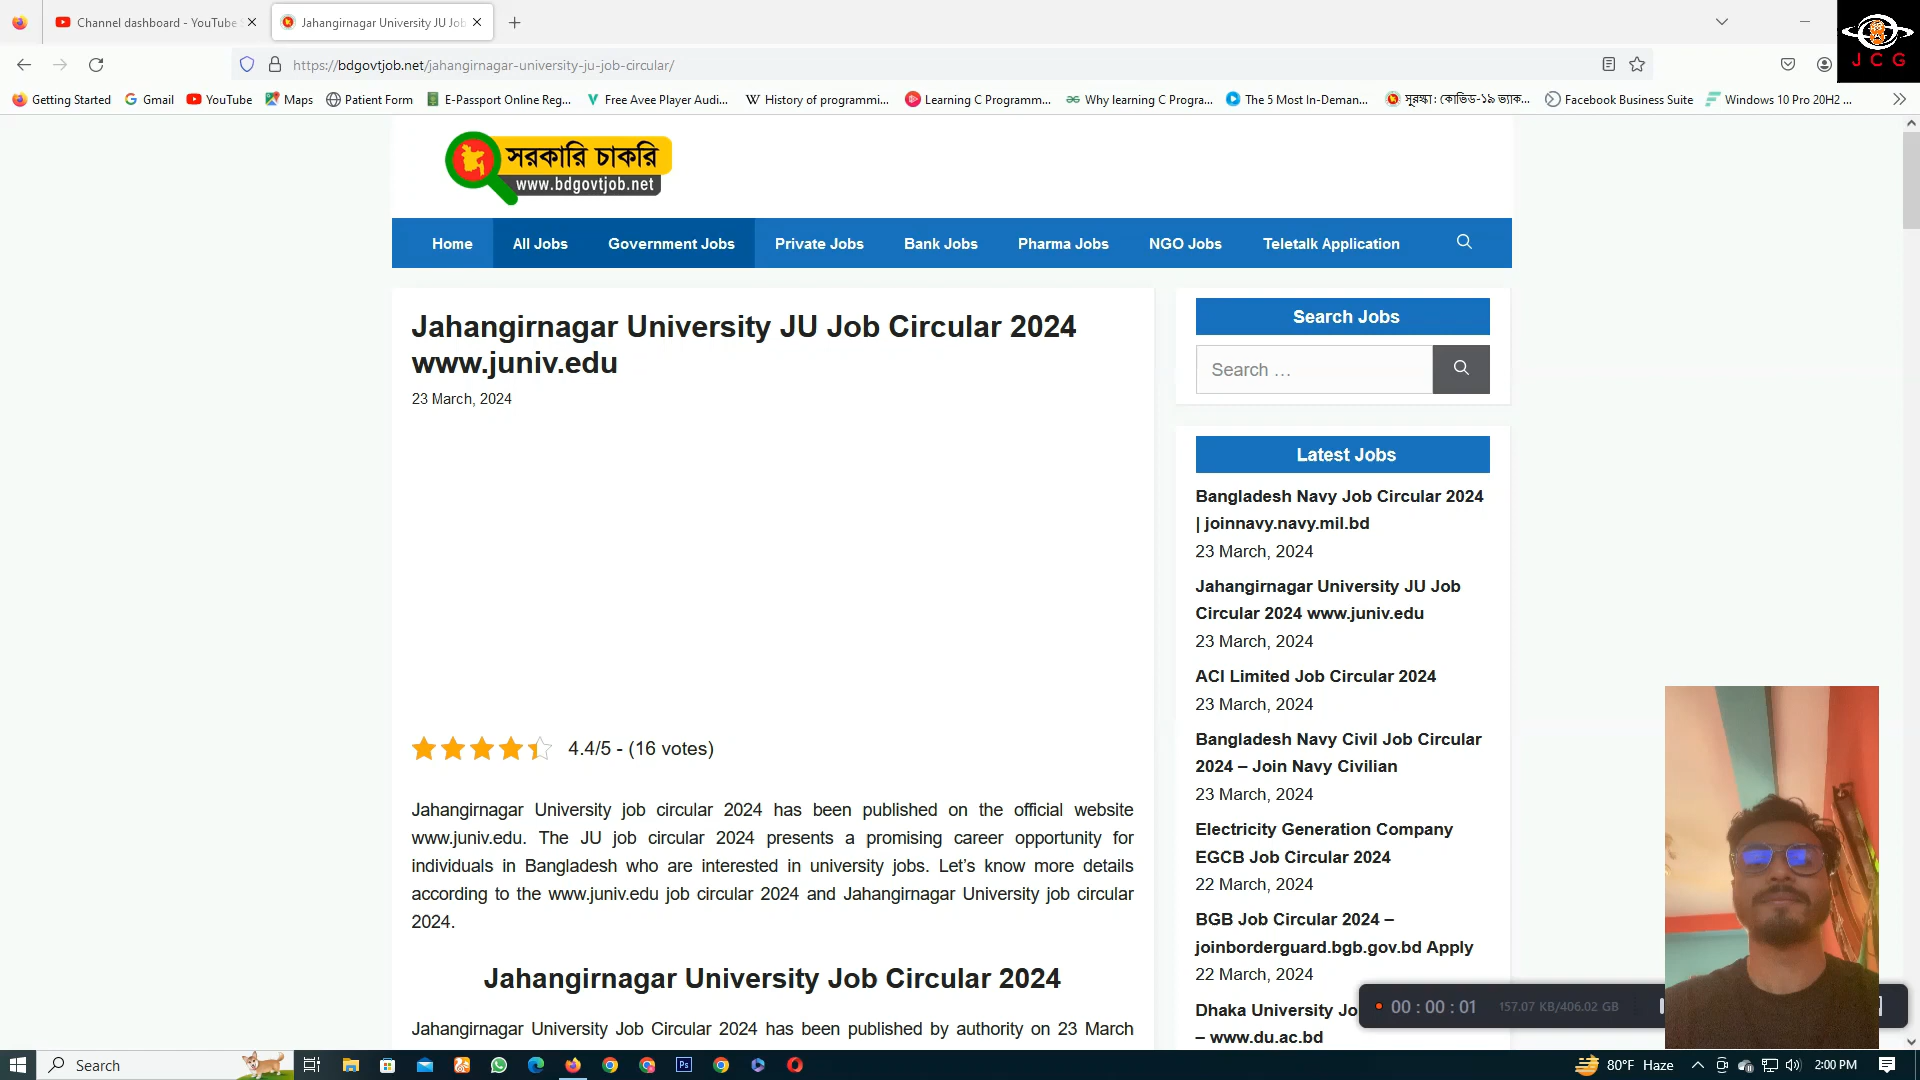 Channel dashboard - YouTube
Jahangirnagar University JU Job
J C G
https://bdgovtjob.net/jahangirnagar-university-ju-job-circular/
Getting Started
Gmail
YouTube
Maps
Patient Form
E-Passport Online Reg...
Free Avee Player Audi...
History of programmi...
Learning C Programm...
Why learning C Progra...
The 5 Most In-Deman...
সুরক্ষা : কোভিড-১৯ ভ্যাক...
Facebook Business Suite
Windows 10 Pro 20H2 ...
সরকারি চাকরি
www.bdgovtjob.net
Home
All Jobs
Government Jobs
Private Jobs
Bank Jobs
Pharma Jobs
NGO Jobs
Teletalk Application
Jahangirnagar University JU Job Circular 2024
www.juniv.edu
23 March, 2024
4.4/5 - (16 votes)
Jahangirnagar University job circular 2024 has been published on the official website
www.juniv.edu. The JU job circular 2024 presents a promising career opportunity for
individuals in Bangladesh who are interested in university jobs. Let’s know more details
according to the www.juniv.edu job circular 2024 and Jahangirnagar University job circular
2024.
Jahangirnagar University Job Circular 2024
Jahangirnagar University Job Circular 2024 has been published by authority on 23 March
Search Jobs
Search …
Latest Jobs
Bangladesh Navy Job Circular 2024
| joinnavy.navy.mil.bd
23 March, 2024
Jahangirnagar University JU Job
Circular 2024 www.juniv.edu
23 March, 2024
ACI Limited Job Circular 2024
23 March, 2024
Bangladesh Navy Civil Job Circular
2024 – Join Navy Civilian
23 March, 2024
Electricity Generation Company
EGCB Job Circular 2024
22 March, 2024
BGB Job Circular 2024 –
joinborderguard.bgb.gov.bd Apply
22 March, 2024
Dhaka University Jo
– www.du.ac.bd
00 : 00 : 01
157.07 KB/406.02 GB
Search
Ps
80°F Haze
2:00 PM